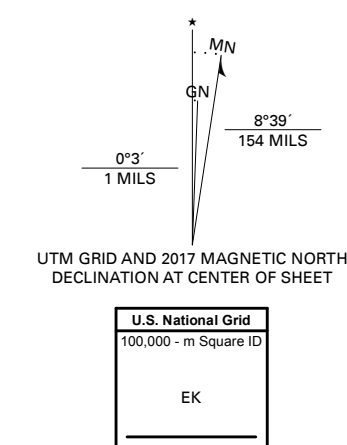 ★
MN
GN
8°39´
154 MILS
0°3´
1 MILS
UTM GRID AND 2017 MAGNETIC NORTH
DECLINATION AT CENTER OF SHEET
U.S. National Grid
100,000 - m Square ID
EK